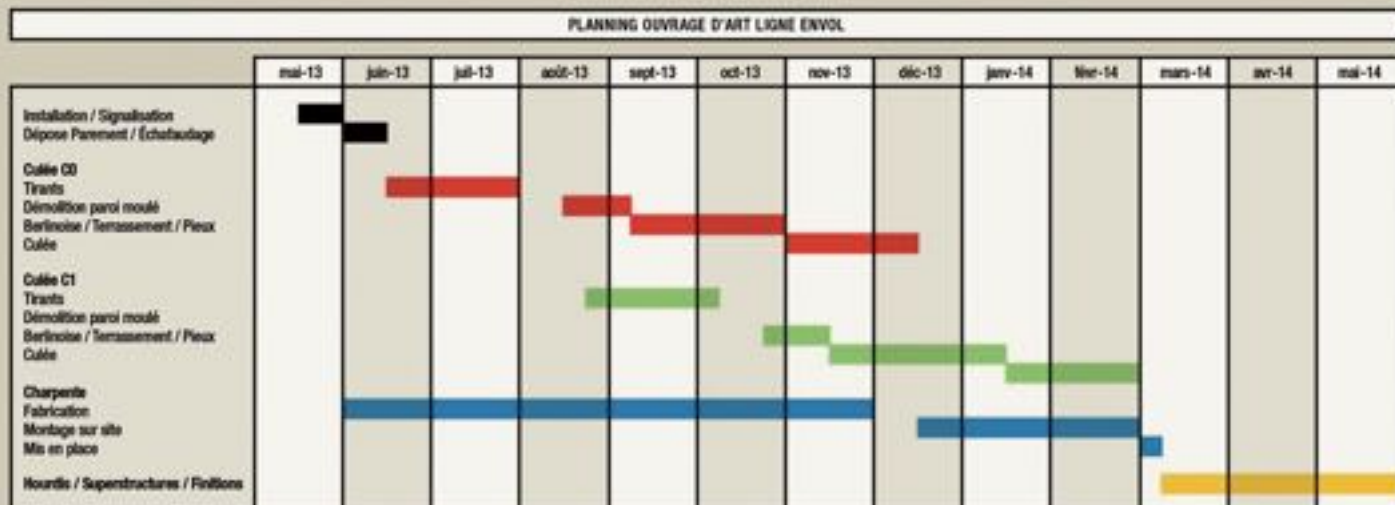 PLANNING OUVRAGE D'ART LIGNE ENVOL
mai-13 juin-13 juil-13 août-13 sept-13 oct-13 nov-13 déc-13 janv-14 févr-14 mars-14 avr-14 mai-14
Installation / Signalisation
Dépose Parement / Échafaudage
Culée C0
Tirants
Démolition paroi moulé
Berlinoise / Terrassement / Pieux
Culée
Culée C1
Tirants
Démolition paroi moulé
Berlinoise / Terrassement / Pieux
Culée
Charpente
Fabrication
Montage sur site
Mis en place
Hourdis / Superstructures / Finitions